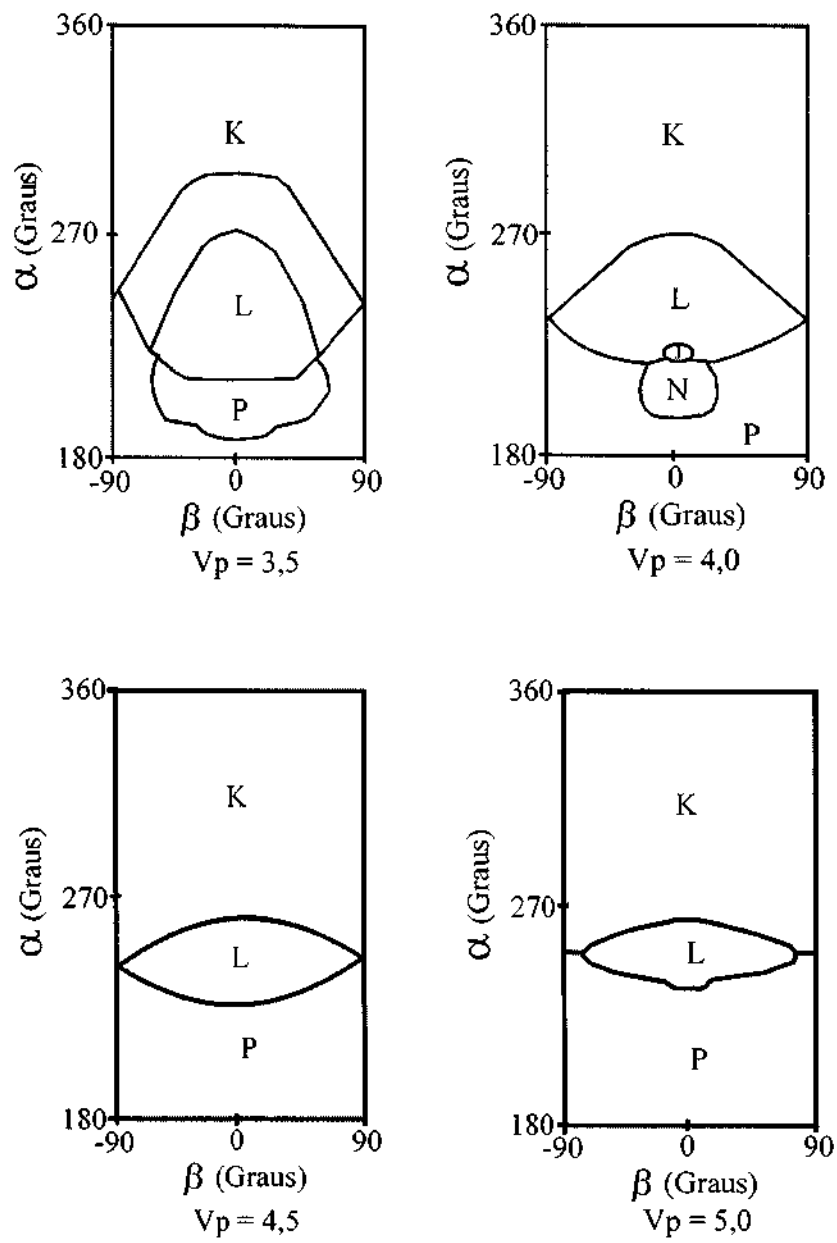 360
K
α (Graus)
270
L
P
180
-90
0
90
β (Graus)
Vp = 3,5
360
K
α (Graus)
270
L
I
N
P
180
-90
0
90
β (Graus)
Vp = 4,0
360
K
α (Graus)
270
L
P
180
-90
0
90
β (Graus)
Vp = 4,5
360
K
α (Graus)
270
L
P
180
-90
0
90
β (Graus)
Vp = 5,0